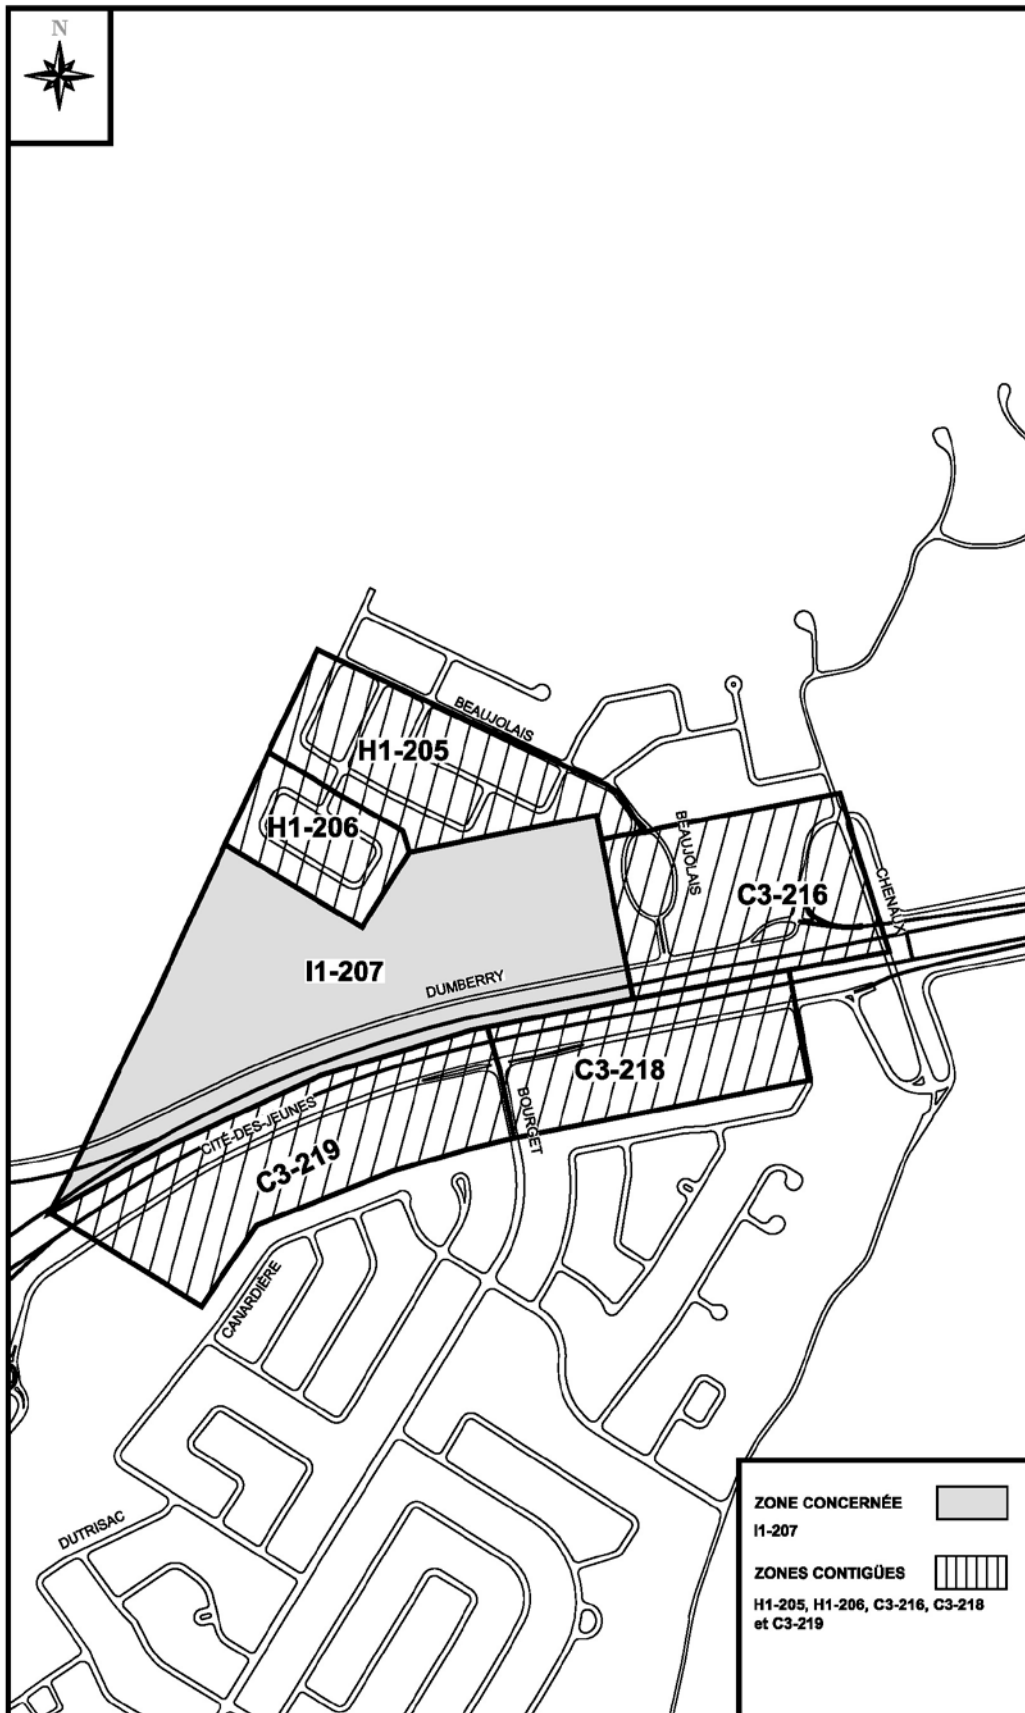 N
BEAUJOLAIS
H1-205
H1-206
BEAUJOLAIS
C3-216
CHENAUX
I1-207
DUMBERRY
C3-218
BOURGET
CITÉ-DES-JEUNES
C3-219
CANARDIÈRE
DUTRISAC
ZONE CONCERNÉE
I1-207
ZONES CONTIGÜES
H1-205, H1-206, C3-216, C3-218
et C3-219